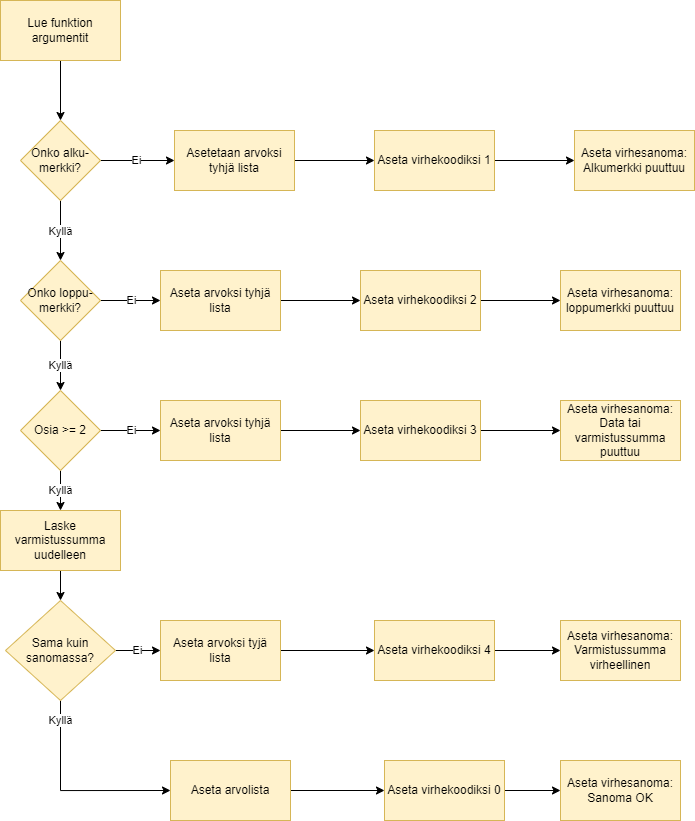 Lue funktion
argumentit
Onko alku-
merkki?
Ei
Asetetaan arvoksi
tyhjä lista
Aseta virhekoodiksi 1
Aseta virhesanoma:
Alkumerkki puuttuu
Kyllä
Onko loppu-
merkki?
Ei
Aseta arvoksi tyhjä
lista
Aseta virhekoodiksi 2
Aseta virhesanoma:
loppumerkki puuttuu
Kyllä
Osia >= 2
Ei
Aseta arvoksi tyhjä
lista
Aseta virhekoodiksi 3
Aseta virhesanoma:
Data tai
varmistussumma
puuttuu
Kyllä
Laske
varmistussumma
uudelleen
Sama kuin
sanomassa?
Ei
Aseta arvoksi tyjä
lista
Aseta virhekoodiksi 4
Aseta virhesanoma:
Varmistussumma
virheellinen
Kyllä
Aseta arvolista
Aseta virhekoodiksi 0
Aseta virhesanoma:
Sanoma OK